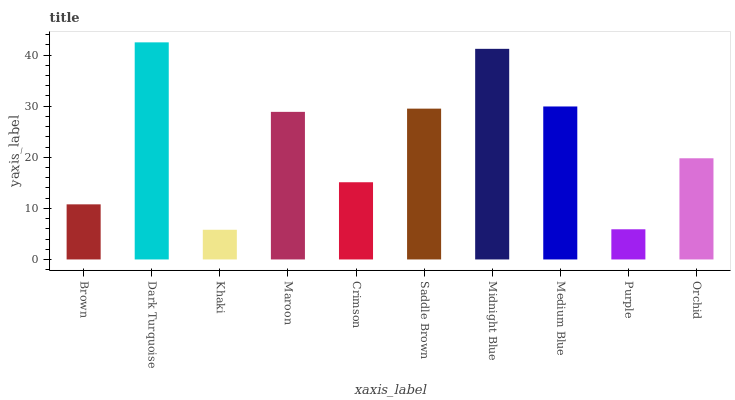 title
yaxis_label
40
30
20
10
0
Brown
Dark Turquoise
Khaki
Maroon
Crimson
Saddle Brown
Midnight Blue
Medium Blue
Purple
Orchid
xaxis_label